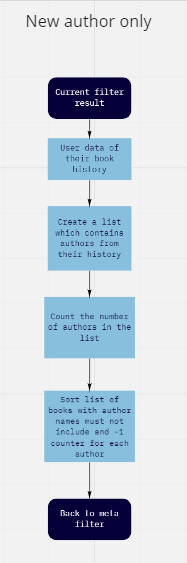 New author only
Current filter
result
User data of
their book
history
Create a list
which contains
authors from
their history
Count the number
of authors in the
list
Sort list of
books with author
names must not
include and -1
counter for each
author
Back to meta
filter